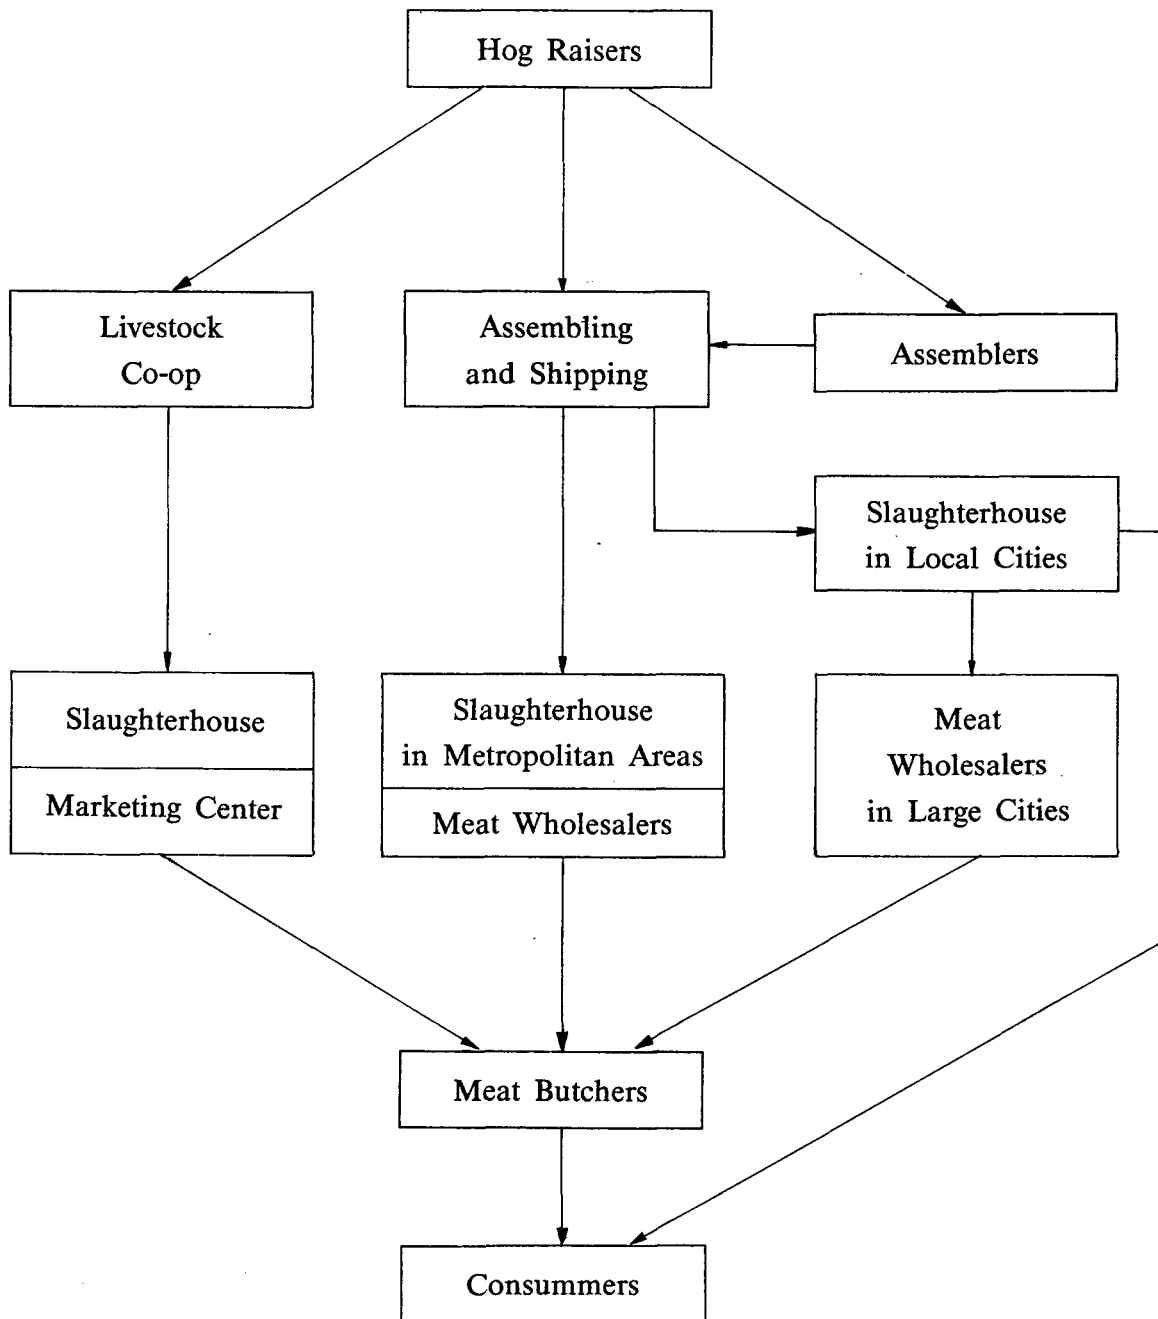 Hog Raisers
Livestock
Co-op
Assembling
and Shipping
Assemblers
Slaughterhouse
in Local Cities
Slaughterhouse
Marketing Center
Slaughterhouse
in Metropolitan Areas
Meat Wholesalers
Meat
Wholesalers
in Large Cities
Meat Butchers
Consummers